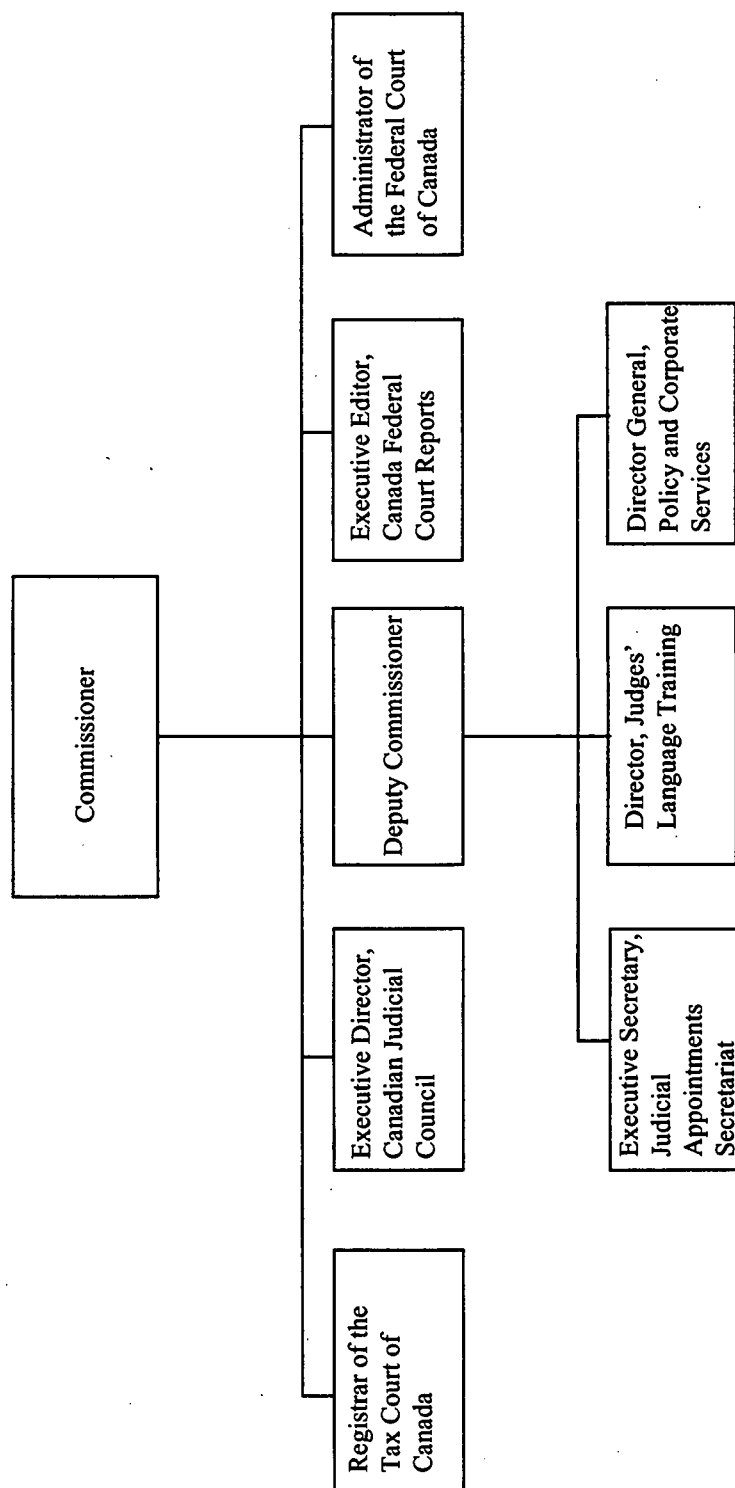 Commissioner
Registrar of the
Tax Court of
Canada
Executive Director,
Canadian Judicial
Council
Deputy Commissioner
Executive Editor,
Canada Federal
Court Reports
Administrator of
the Federal Court
of Canada
Executive Secretary,
Judicial
Appointments
Secretariat
Director, Judges'
Language Training
Director General,
Policy and Corporate
Services